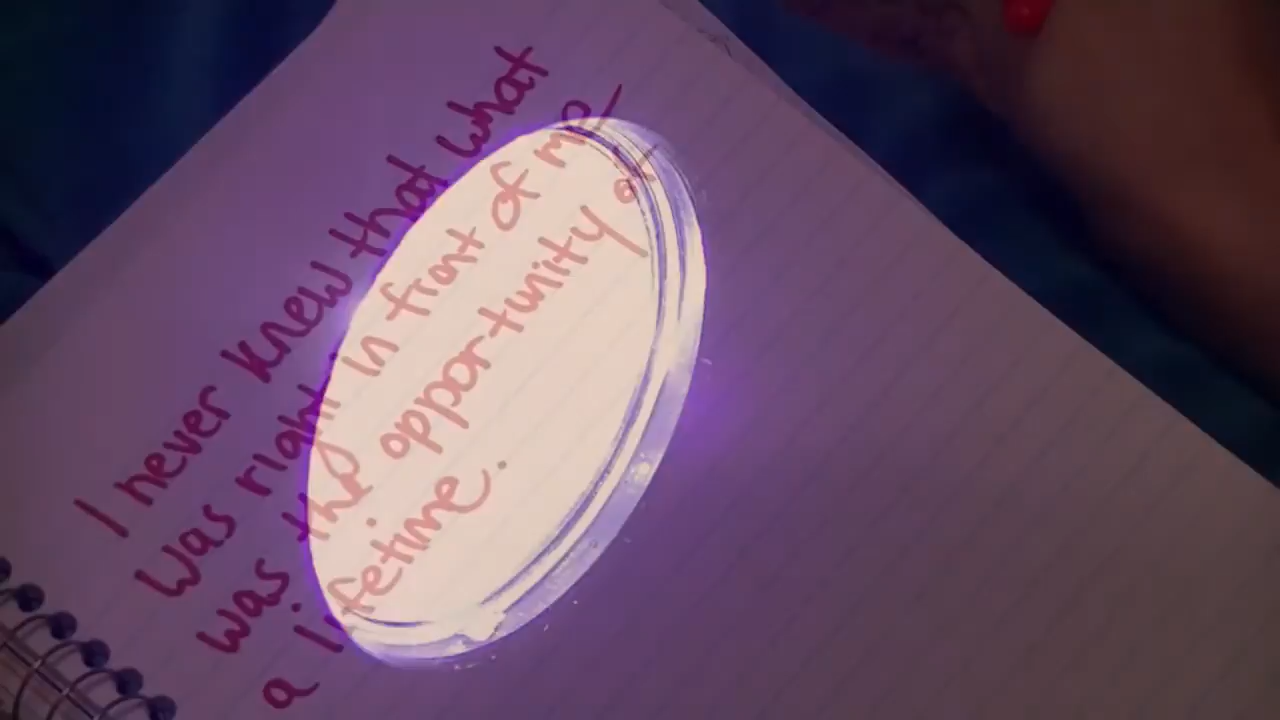 I never knew that what
was right in front of me
was the opportunity of
a lifetime.